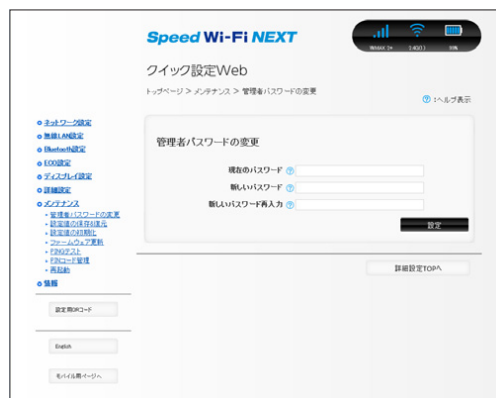 Speed Wi-Fi NEXT
WiMAX 2+
5.4G(11)
90%
クイック設定Web
トップページ > メンテナンス > 管理者パスワードの変更
:ヘルプ表示
ネットワーク設定
無線LAN設定
Bluetooth設定
ECO設定
ディスプレイ設定
詳細設定
メンテナンス
管理者パスワードの変更
設定値の保存&復元
設定値の初期化
ファームウェア更新
PINGテスト
PINコード管理
再起動
情報
管理者パスワードの変更
現在のパスワード ?
新しいパスワード ?
新しいパスワード再入力 ?
設定
詳細設定TOPへ
設定用QRコード
English
モバイル用ページへ